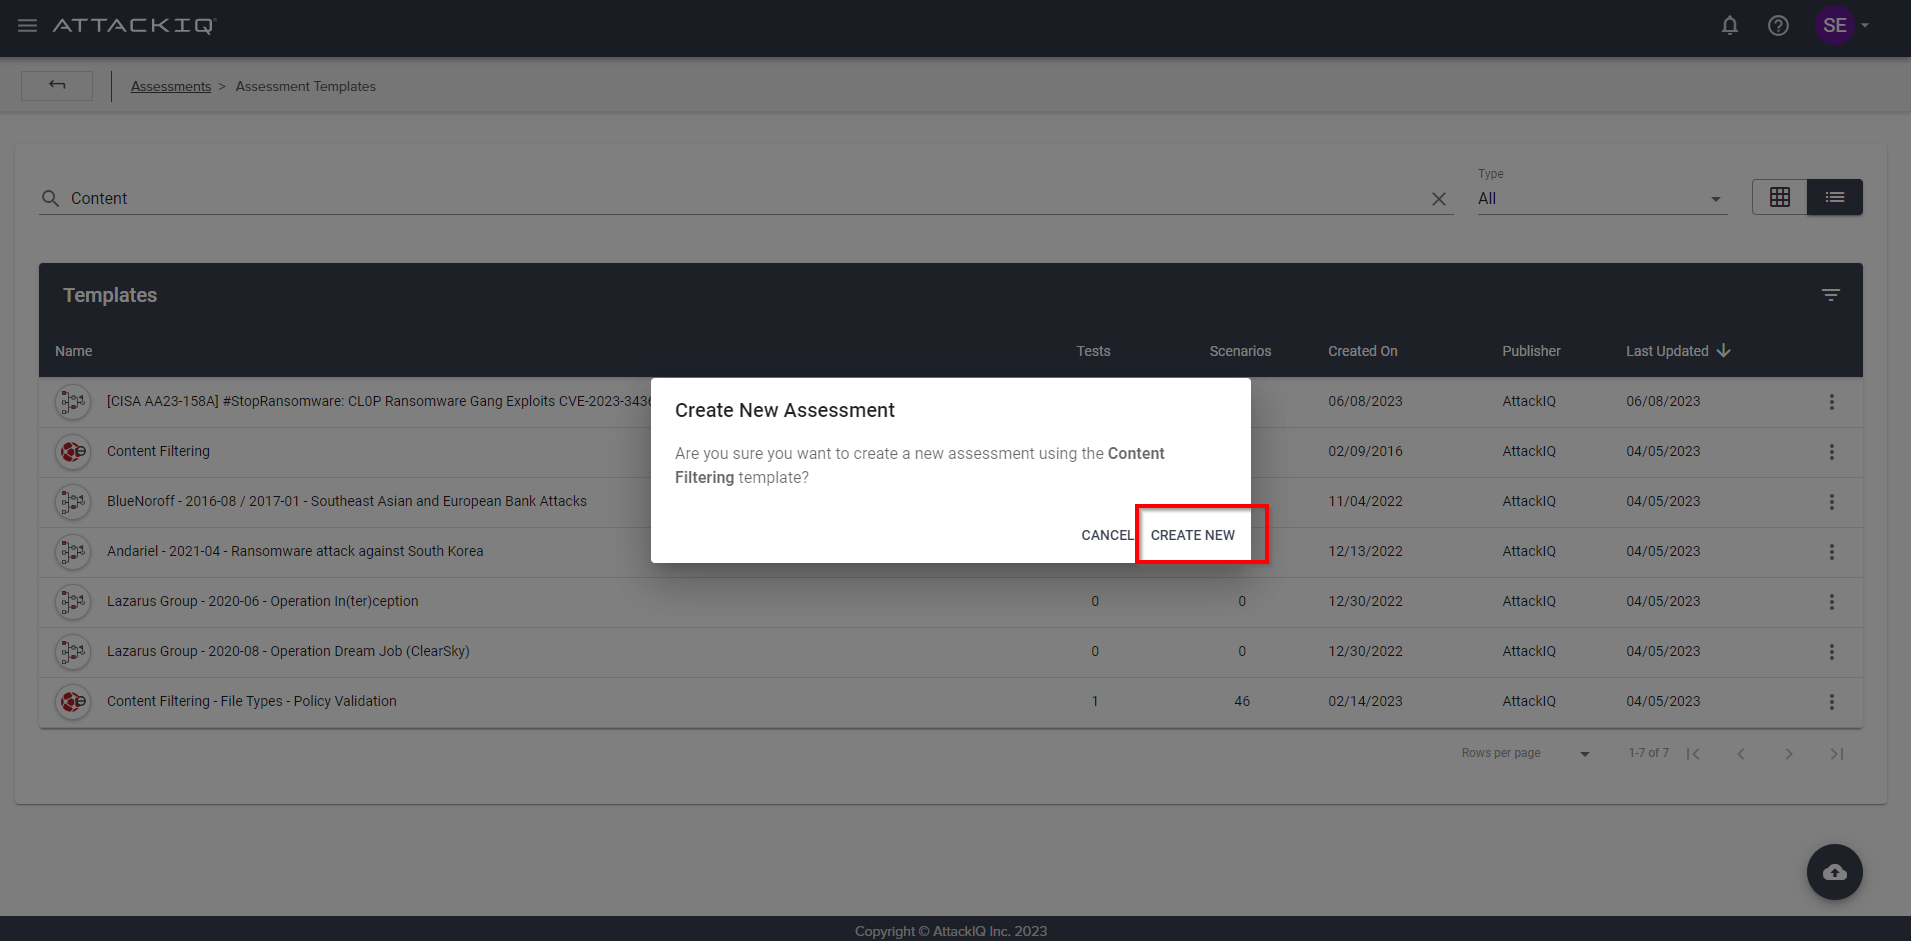 ATTACKIQ
SE
Assessments > Assessment Templates
Type
Content
All
Templates
Name Tests Scenarios Created On Publisher Last Updated
[CISA AA23-158A] #StopRansomware: CL0P Ransomware Gang Exploits CVE-2023-3436 06/08/2023 AttackIQ 06/08/2023
Content Filtering 02/09/2016 AttackIQ 04/05/2023
BlueNoroff - 2016-08 / 2017-01 - Southeast Asian and European Bank Attacks 11/04/2022 AttackIQ 04/05/2023
Andariel - 2021-04 - Ransomware attack against South Korea 12/13/2022 AttackIQ 04/05/2023
Lazarus Group - 2020-06 - Operation In(ter)ception 0 0 12/30/2022 AttackIQ 04/05/2023
Lazarus Group - 2020-08 - Operation Dream Job (ClearSky) 0 0 12/30/2022 AttackIQ 04/05/2023
Content Filtering - File Types - Policy Validation 1 46 02/14/2023 AttackIQ 04/05/2023
Create New Assessment
Are you sure you want to create a new assessment using the Content
Filtering template?
CANCEL CREATE NEW
Rows per page 1-7 of 7
Copyright © AttackIQ Inc. 2023